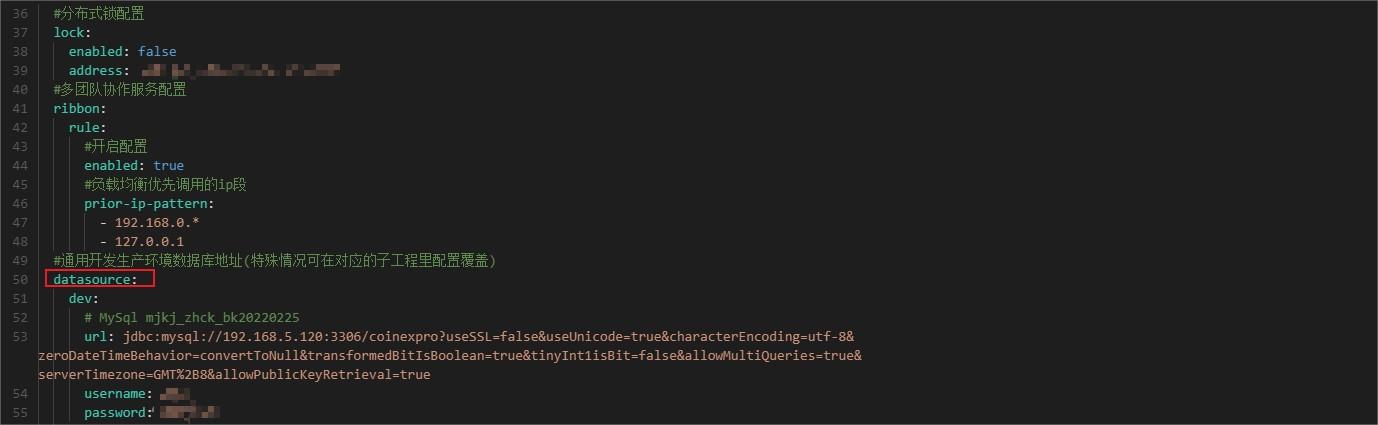 36 #分布式锁配置
37 lock:
38 enabled: false
39 address:
40 #多团队协作服务配置
41 ribbon:
42 rule:
43 #开启配置
44 enabled: true
45 #负载均衡优先调用的ip段
46 prior-ip-pattern:
47 - 192.168.0.*
48 - 127.0.0.1
49 #通用开发生产环境数据库地址(特殊情况可在对应的子工程里配置覆盖)
50 datasource:
51 dev:
52 # MySql mjkj_zhck_bk20220225
53 url: jdbc:mysql://192.168.5.120:3306/coinexpro?useSSL=false&useUnicode=true&characterEncoding=utf-8&
zeroDateTimeBehavior=convertToNull&transformedBitIsBoolean=true&tinyInt1isBit=false&allowMultiQueries=true&
serverTimezone=GMT%2B8&allowPublicKeyRetrieval=true
54 username:
55 password: